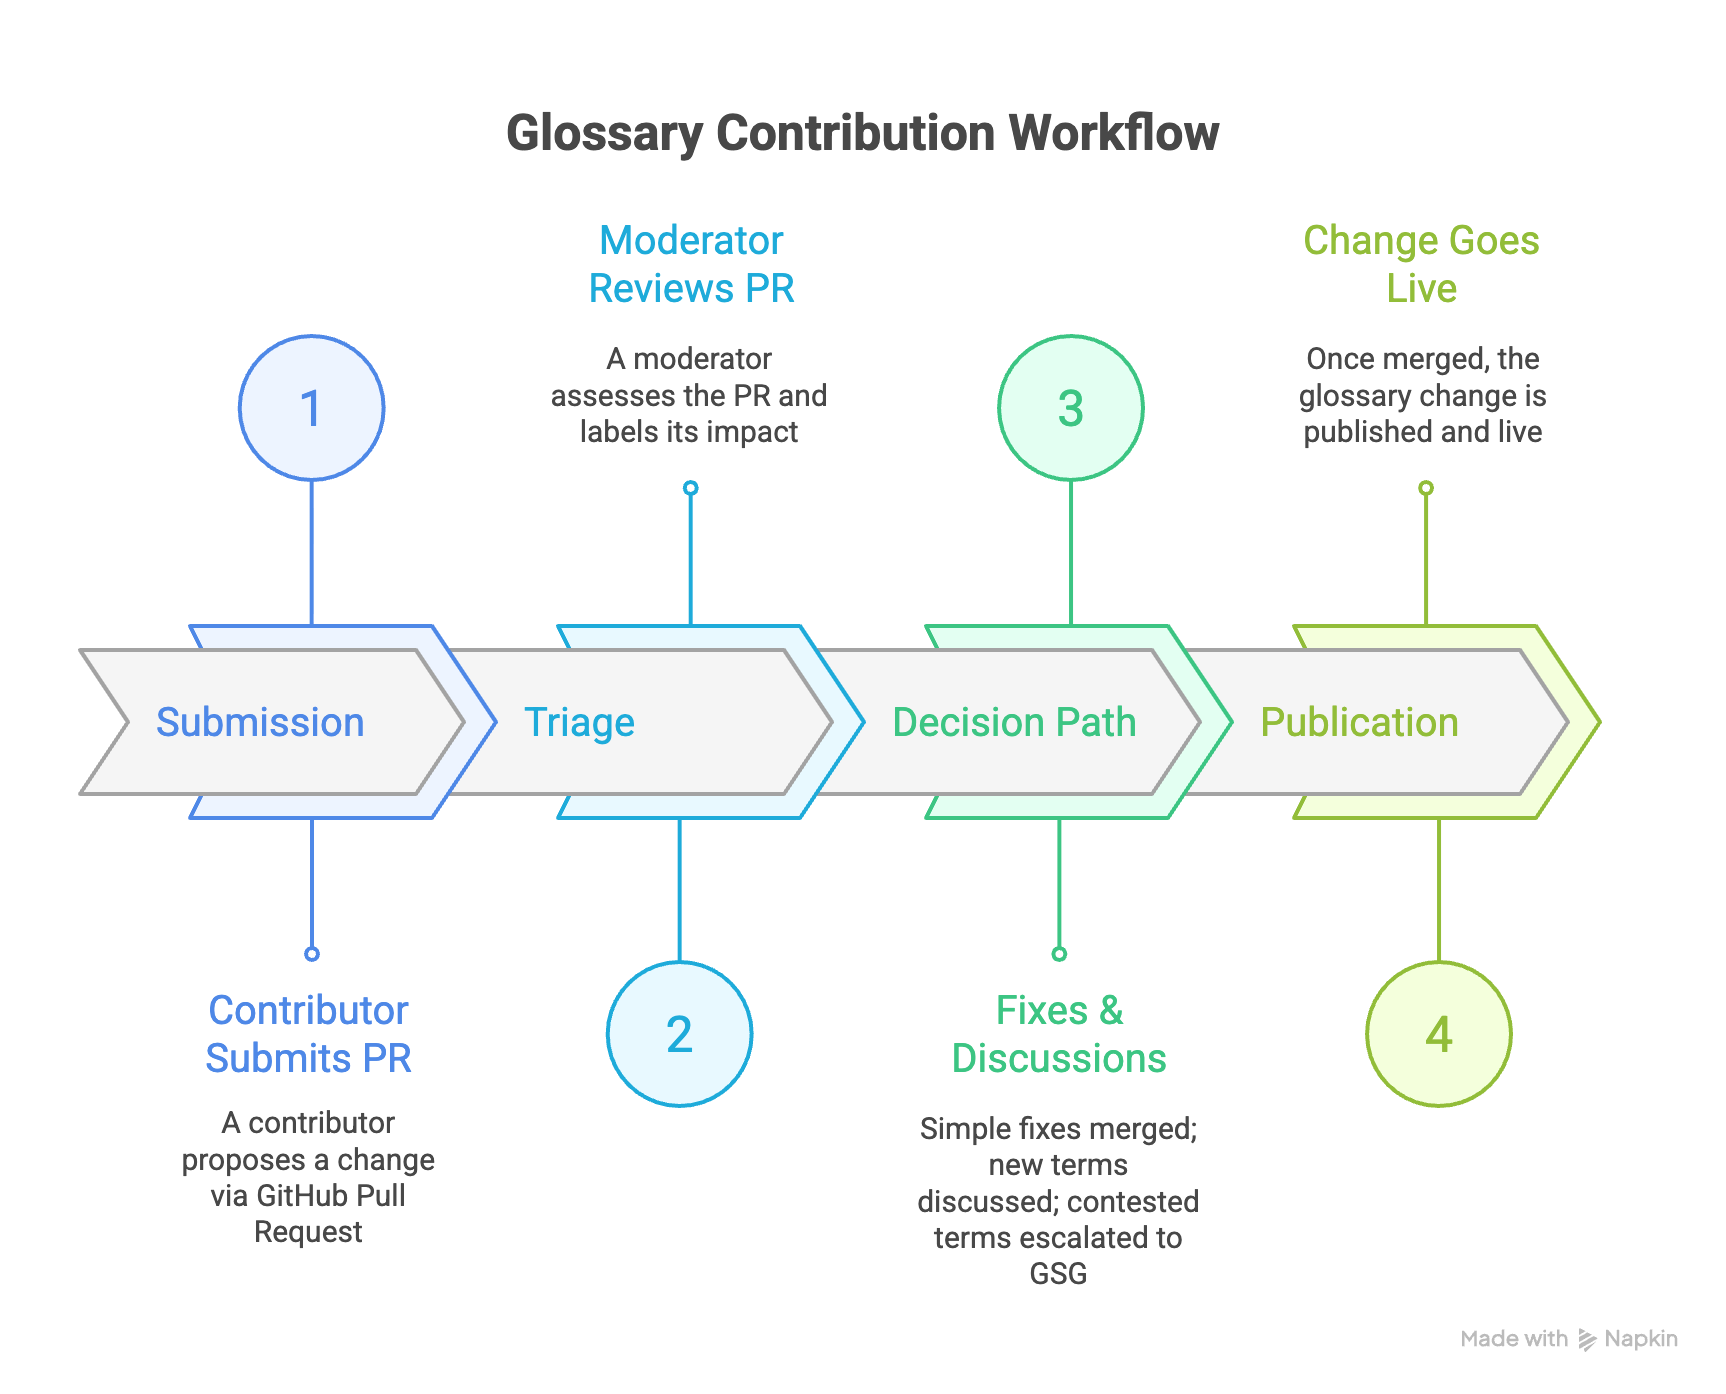 Glossary Contribution Workflow
Moderator
Reviews PR
A moderator
assesses the PR and
labels its impact
Change Goes
Live
Once merged, the
glossary change is
published and live
1
3
Submission
Triage
Decision Path
Publication
Contributor
Submits PR
A contributor
proposes a change
via GitHub Pull
Request
2
Fixes &
Discussions
Simple fixes merged;
new terms
discussed; contested
terms escalated to
GSG
4
Made with Napkin